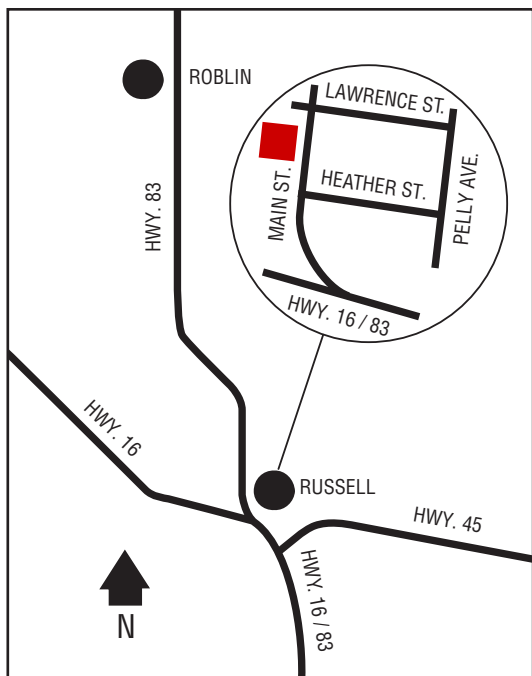 ROBLIN
LAWRENCE ST.
MAIN ST.
HEATHER ST.
PELLY AVE.
HWY. 83
HWY. 16 / 83
HWY. 16
RUSSELL
HWY. 45
HWY. 16 / 83
N